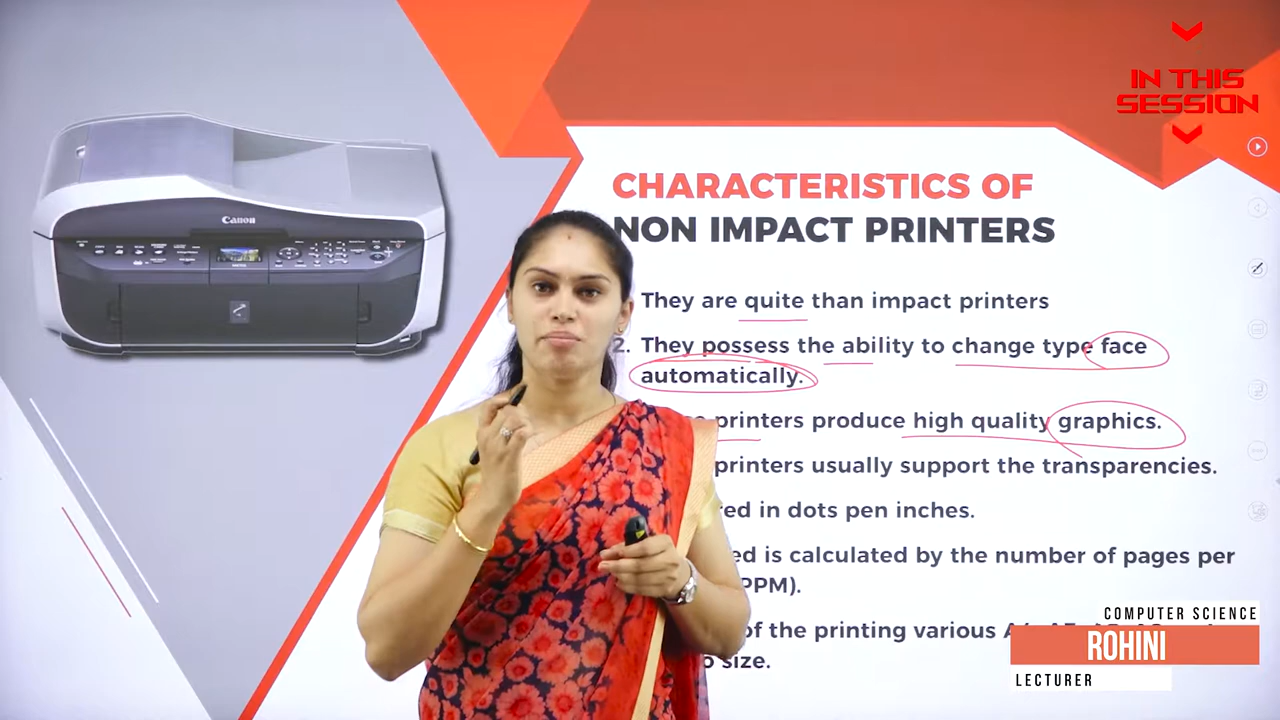 IN THIS
SESSION
Canon
CHARACTERISTICS OF
NON IMPACT PRINTERS
They are quite than impact printers
2. They possess the ability to change type face
automatically.
printers produce high quality graphics.
printers usually support the transparencies.
in dots pen inches.
is calculated by the number of pages per
PPM).
of the printing various
size.
COMPUTER SCIENCE
ROHINI
LECTURER